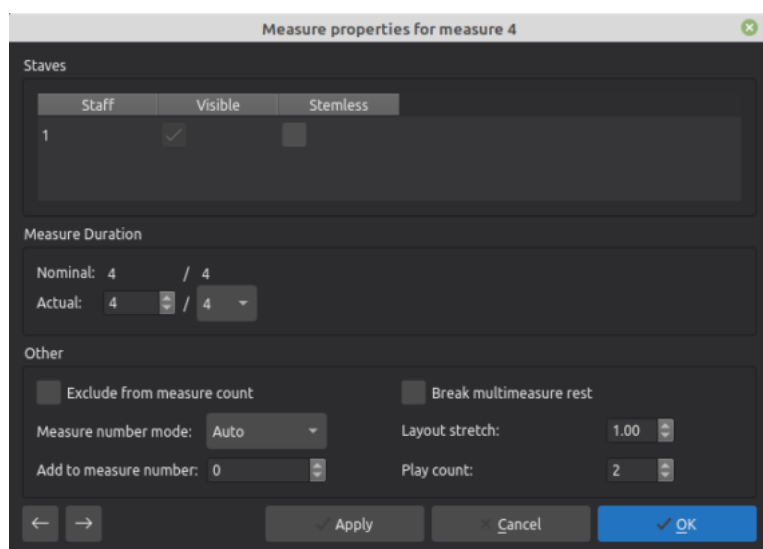 Measure properties for measure 4
Staves
Staff Visible Stemless
1
Measure Duration
Nominal: 4 / 4
Actual: 4 / 4
Other
Exclude from measure count Break multimeasure rest
Measure number mode: Auto Layout stretch: 1.00
Add to measure number: 0 Play count: 2
← → Apply Cancel OK